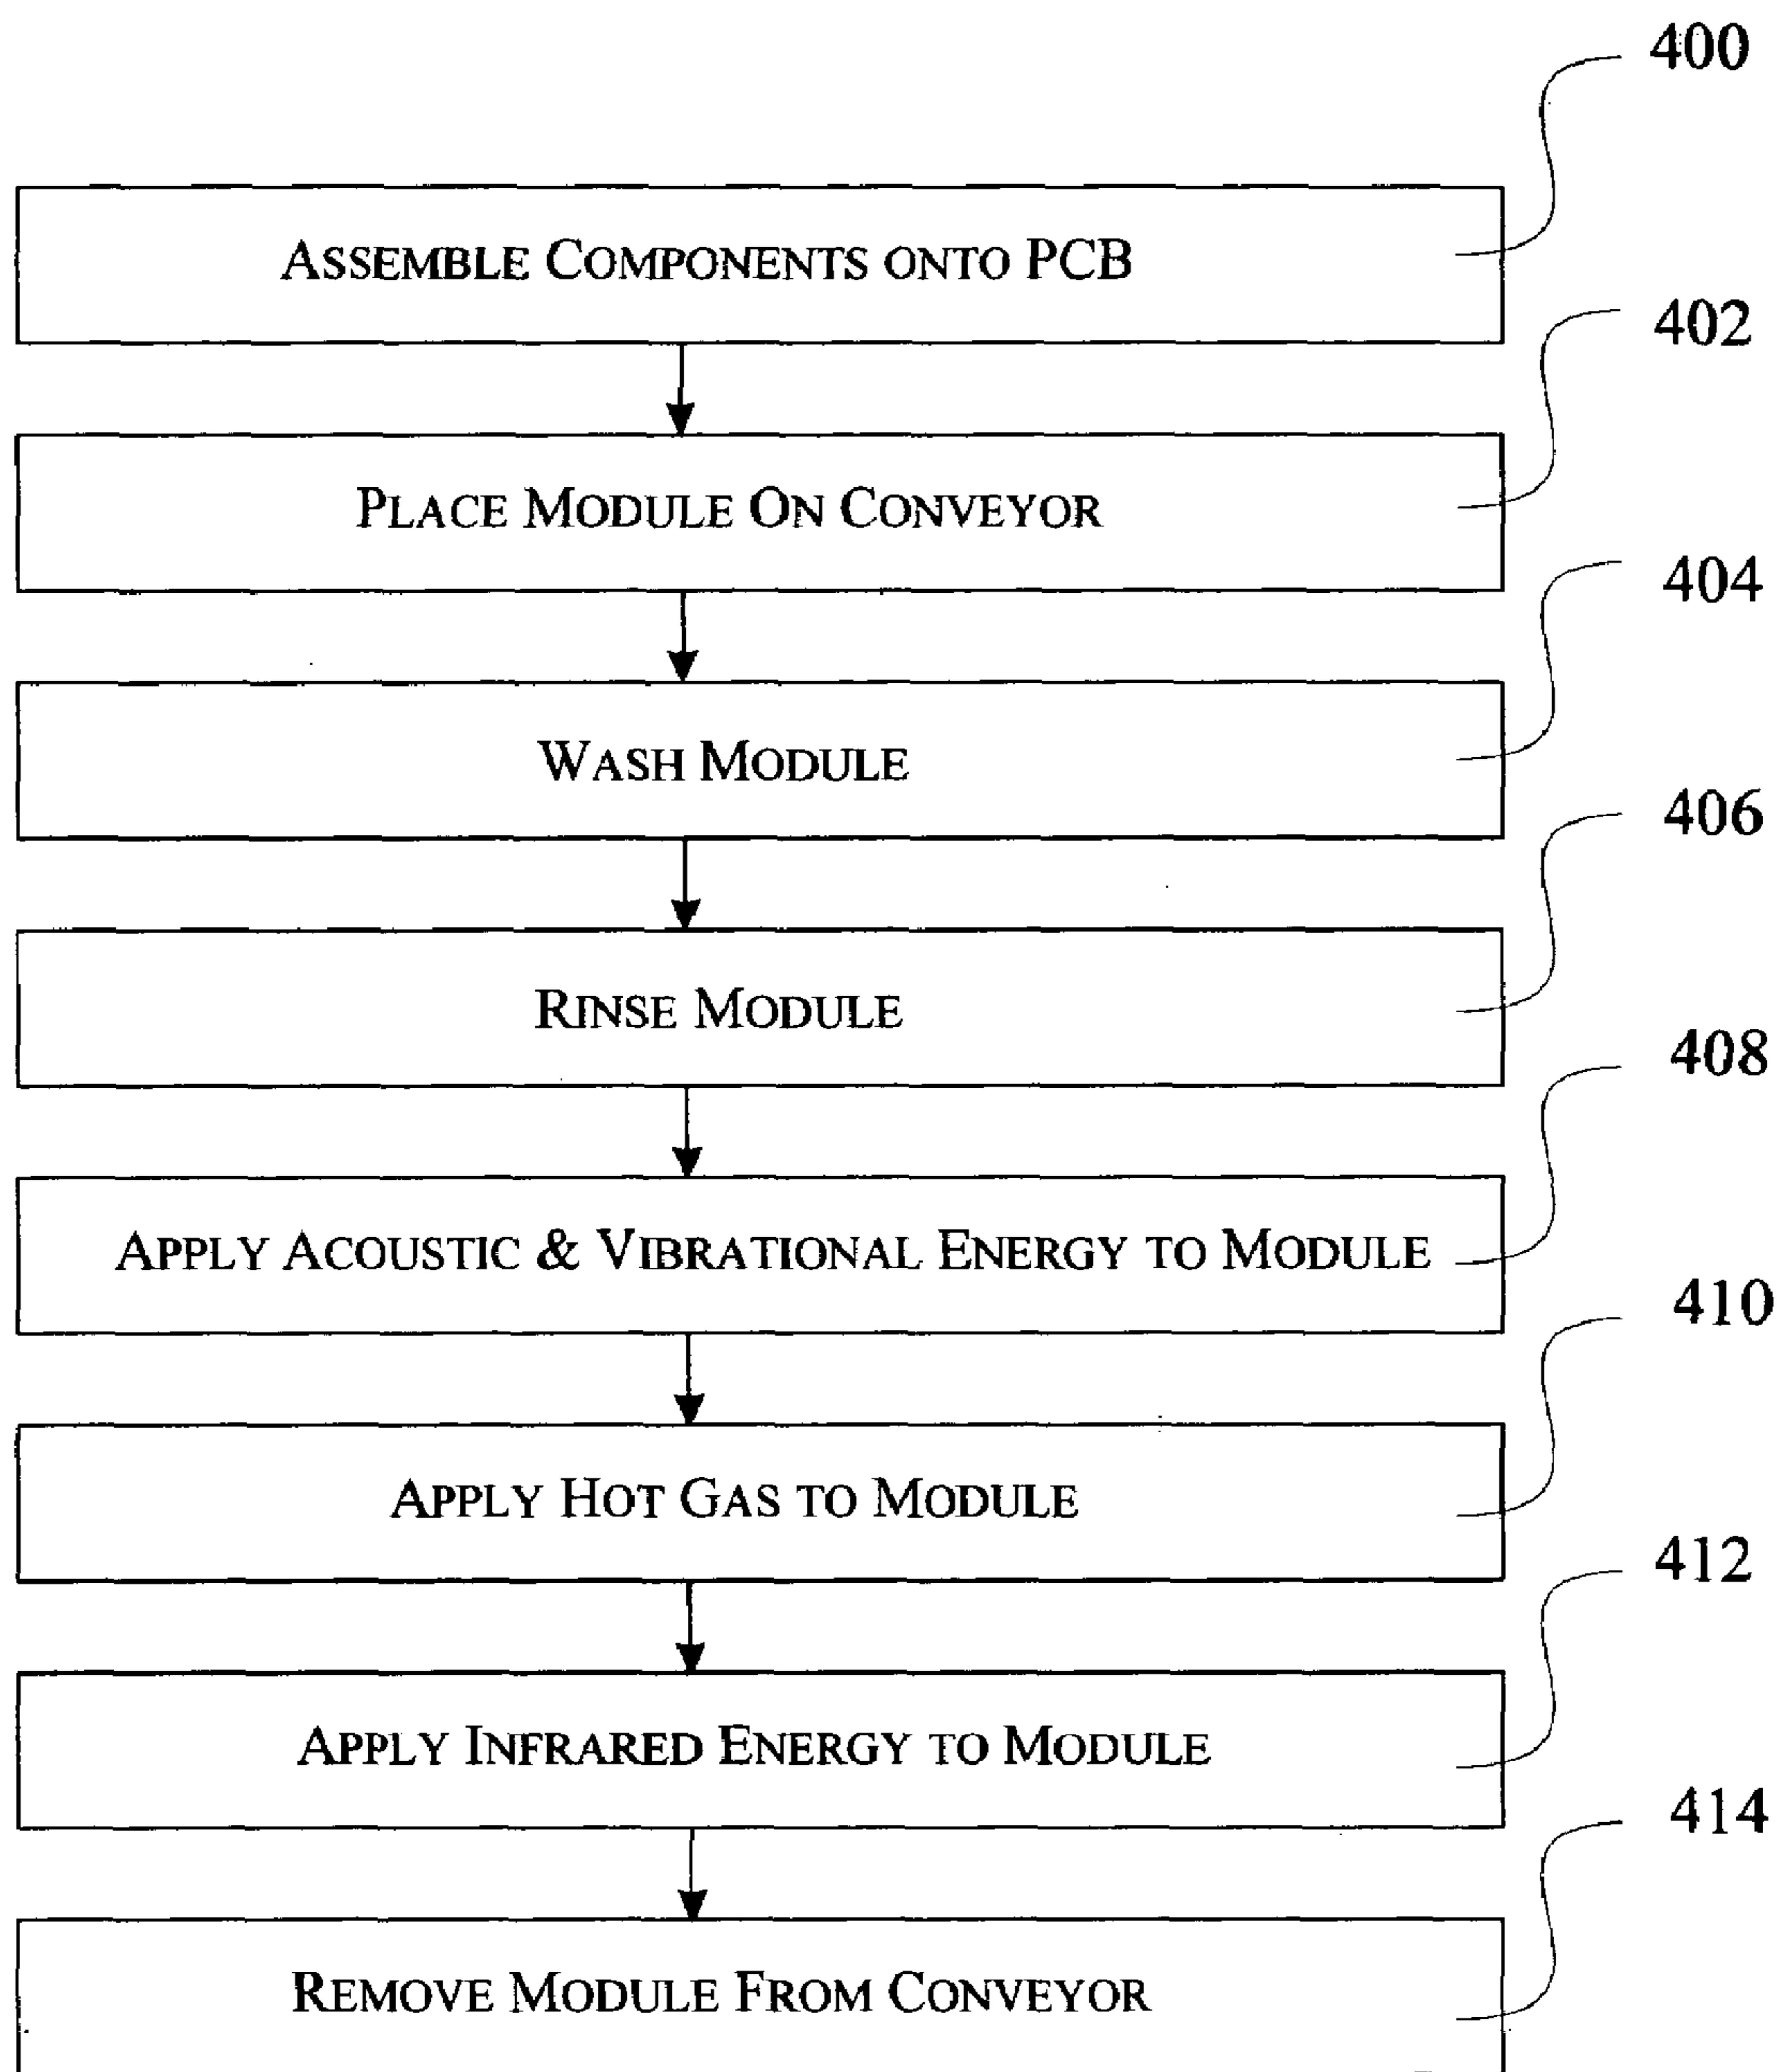 400
ASSEMBLE COMPONENTS ONTO PCB
402
PLACE MODULE ON CONVEYOR
404
WASH MODULE
406
RINSE MODULE
408
APPLY ACOUSTIC & VIBRATIONAL ENERGY TO MODULE
410
APPLY HOT GAS TO MODULE
412
APPLY INFRARED ENERGY TO MODULE
414
REMOVE MODULE FROM CONVEYOR